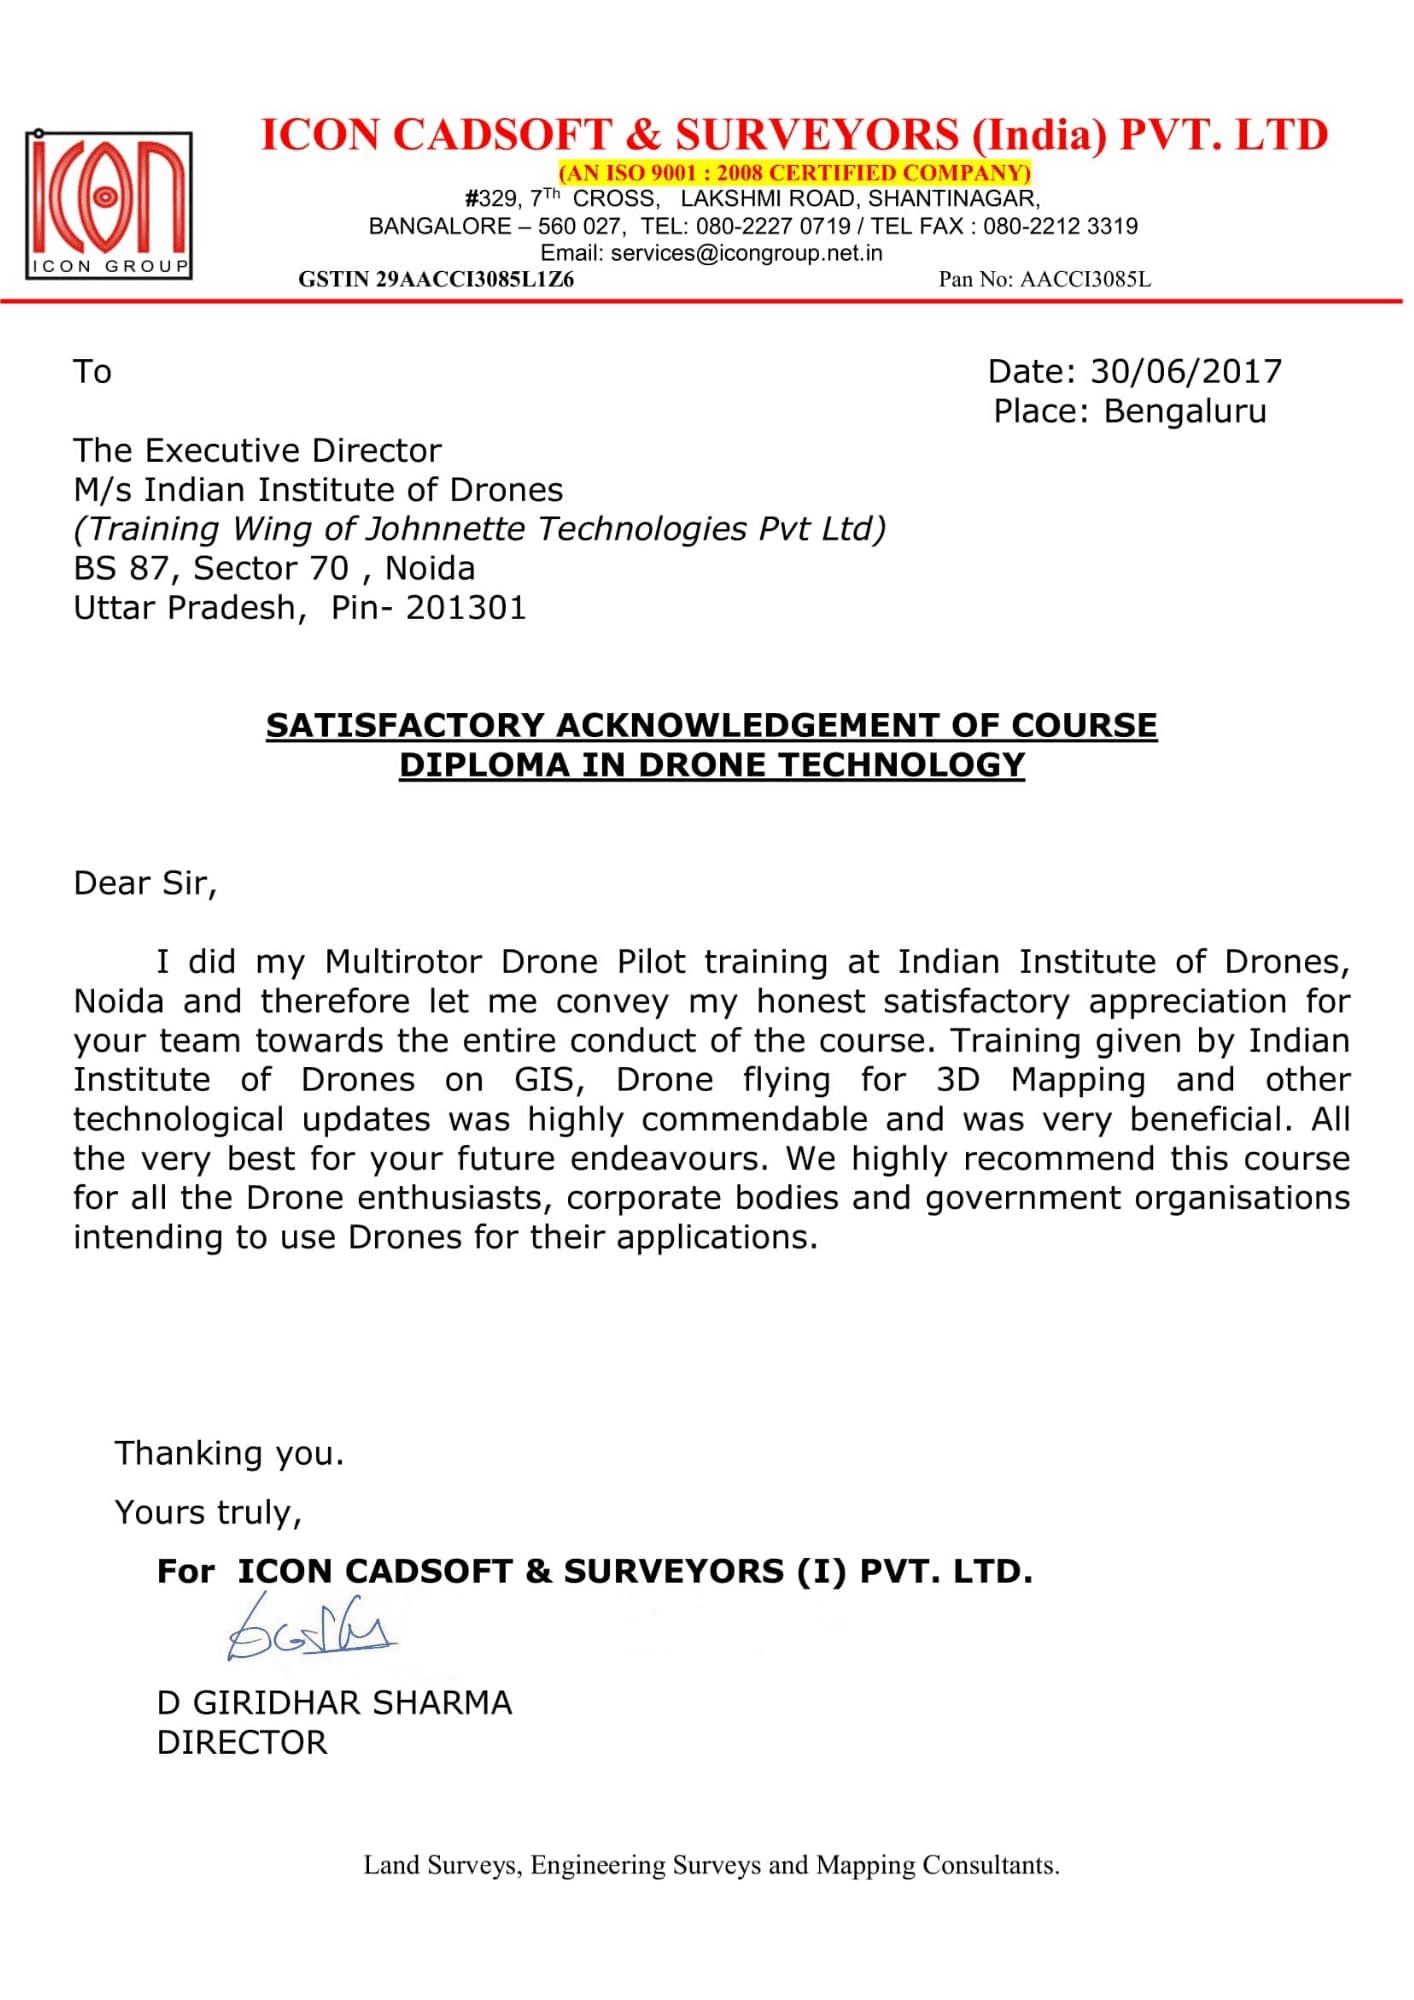 ICON GROUP
ICON CADSOFT & SURVEYORS (India) PVT. LTD
(AN ISO 9001 : 2008 CERTIFIED COMPANY)
#329, 7Th CROSS, LAKSHMI ROAD, SHANTINAGAR,
BANGALORE – 560 027, TEL: 080-2227 0719 / TEL FAX : 080-2212 3319
Email: services@icongroup.net.in
GSTIN 29AACCI3085L1Z6 Pan No: AACCI3085L
To Date: 30/06/2017
Place: Bengaluru
The Executive Director
M/s Indian Institute of Drones
(Training Wing of Johnnette Technologies Pvt Ltd)
BS 87, Sector 70 , Noida
Uttar Pradesh, Pin- 201301
SATISFACTORY ACKNOWLEDGEMENT OF COURSE
DIPLOMA IN DRONE TECHNOLOGY
Dear Sir,
I did my Multirotor Drone Pilot training at Indian Institute of Drones,
Noida and therefore let me convey my honest satisfactory appreciation for
your team towards the entire conduct of the course. Training given by Indian
Institute of Drones on GIS, Drone flying for 3D Mapping and other
technological updates was highly commendable and was very beneficial. All
the very best for your future endeavours. We highly recommend this course
for all the Drone enthusiasts, corporate bodies and government organisations
intending to use Drones for their applications.
Thanking you.
Yours truly,
For ICON CADSOFT & SURVEYORS (I) PVT. LTD.
D GIRIDHAR SHARMA
DIRECTOR
Land Surveys, Engineering Surveys and Mapping Consultants.